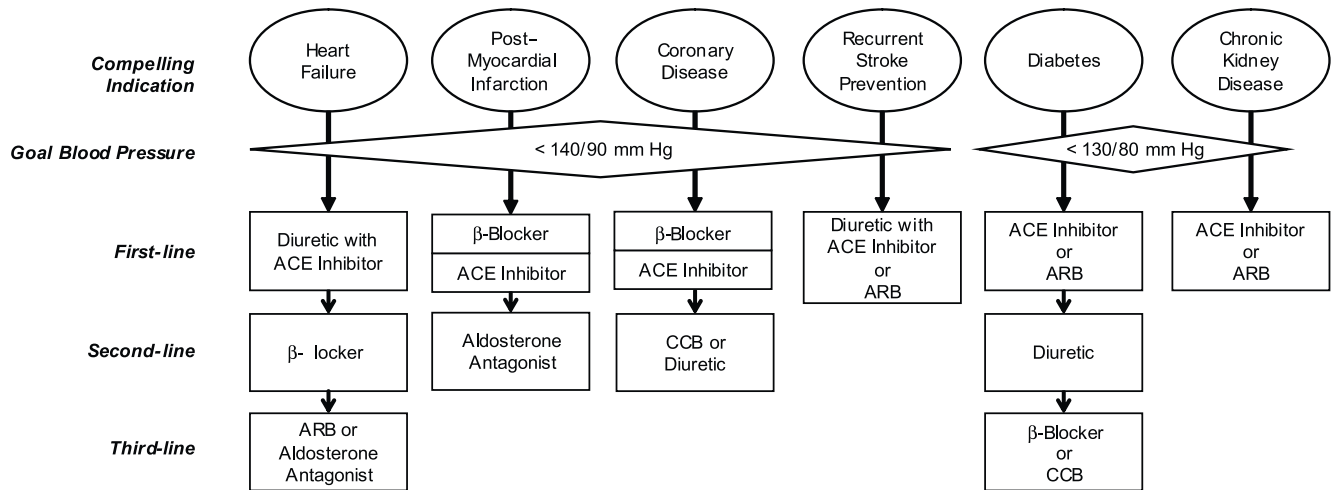 Compelling
Indication
Heart
Failure
Post–
Myocardial
Infarction
Coronary
Disease
Recurrent
Stroke
Prevention
Diabetes
Chronic
Kidney
Disease
Goal Blood Pressure
< 140/90 mm Hg
< 130/80 mm Hg
First-line
Diuretic with
ACE Inhibitor
β-Blocker
ACE Inhibitor
β-Blocker
ACE Inhibitor
Diuretic with
ACE Inhibitor
or
ARB
ACE Inhibitor
or
ARB
ACE Inhibitor
or
ARB
Second-line
β- locker
Aldosterone
Antagonist
CCB or
Diuretic
Diuretic
Third-line
ARB or
Aldosterone
Antagonist
β-Blocker
or
CCB